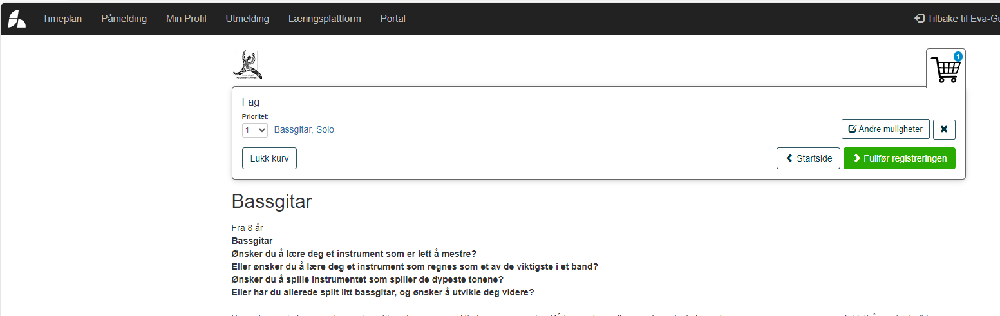 Timeplan Påmelding Min Profil Utmelding Læringsplattform Portal Tilbake til Eva-Gu
1
Fag
Prioritet:
1 Bassgitar, Solo Andre muligheter
Lukk kurv Startside Fullfør registreringen
Bassgitar
Fra 8 år
Bassgitar
Ønsker du å lære deg et instrument som er lett å mestre?
Eller ønsker du å lære deg et instrument som regnes som et av de viktigste i et band?
Ønsker du å spille instrumentet som spiller de dypeste tonene?
Eller har du allerede spilt litt bassgitar, og ønsker å utvikle deg videre?